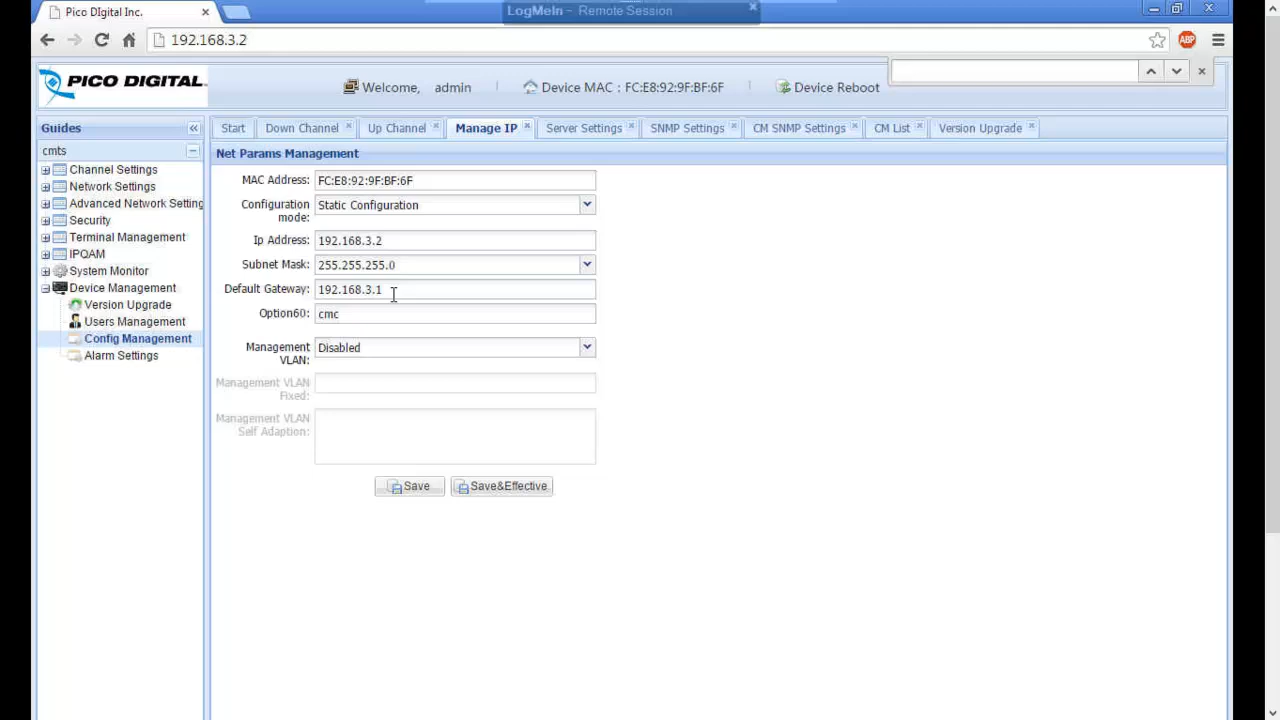 Pico DIgital Inc.
LogMeIn – Remote Session
192.168.3.2
ABP
PICO DIGITAL
Welcome, admin
Device MAC : FC:E8:92:9F:BF:6F
Device Reboot
Guides
Start
Down Channel
Up Channel
Manage IP
Server Settings
SNMP Settings
CM SNMP Settings
CM List
Version Upgrade
cmts
Channel Settings
Network Settings
Advanced Network Setting
Security
Terminal Management
IPQAM
System Monitor
Device Management
Version Upgrade
Users Management
Config Management
Alarm Settings
Net Params Management
MAC Address: FC:E8:92:9F:BF:6F
Configuration
mode: Static Configuration
Ip Address: 192.168.3.2
Subnet Mask: 255.255.255.0
Default Gateway: 192.168.3.1
Option60: cmc
Management
VLAN: Disabled
Management VLAN
Fixed:
Management VLAN
Self Adaption:
Save
Save&Effective